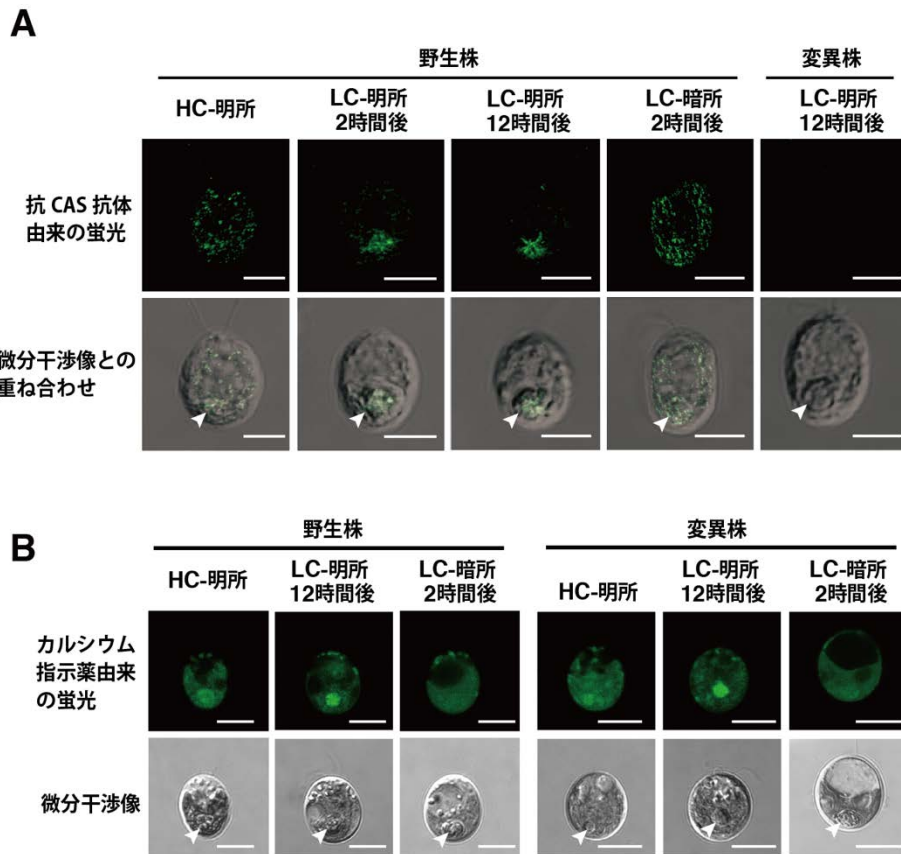 A
野生株
変異株
HC-明所
LC-明所
2時間後
LC-明所
12時間後
LC-暗所
2時間後
LC-明所
12時間後
抗 CAS 抗体
由来の蛍光
微分干渉像との
重ね合わせ
B
野生株
変異株
HC-明所
LC-明所
12時間後
LC-暗所
2時間後
HC-明所
LC-明所
12時間後
LC-暗所
2時間後
カルシウム
指示薬由来
の蛍光
微分干渉像